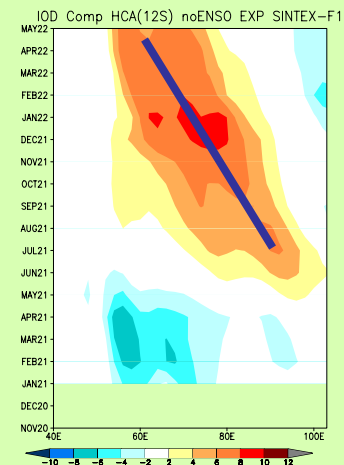 IOD Comp HCA(12S) noENSO EXP SINTEX-F1
MAY22
APR22
MAR22
FEB22
JAN22
DEC21
NOV21
OCT21
SEP21
AUG21
JUL21
JUN21
MAY21
APR21
MAR21
FEB21
JAN21
DEC20
NOV20
40E 60E 80E 100E
-10 -8 -6 -4 -2 2 4 6 8 10 12